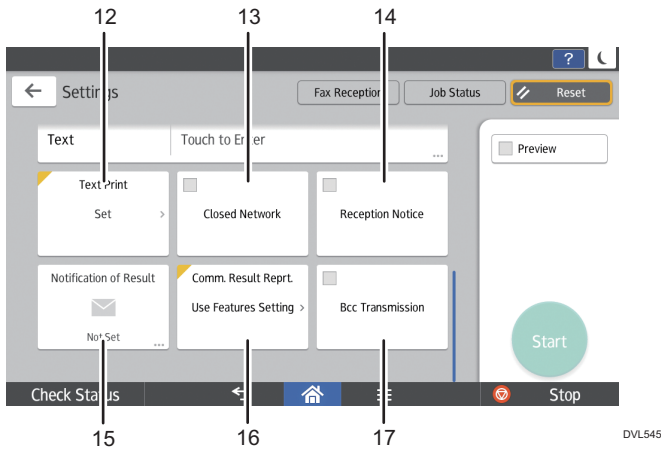 12 13 14
?
Settings Fax Reception Job Status Reset
Text Touch to Enter ...
Preview
Text Print
Set >
Closed Network
Reception Notice
Notification of Result
Not Set ...
Comm. Result Reprt.
Use Features Setting >
Bcc Transmission
Start
Check Status Stop
15 16 17
DVL545